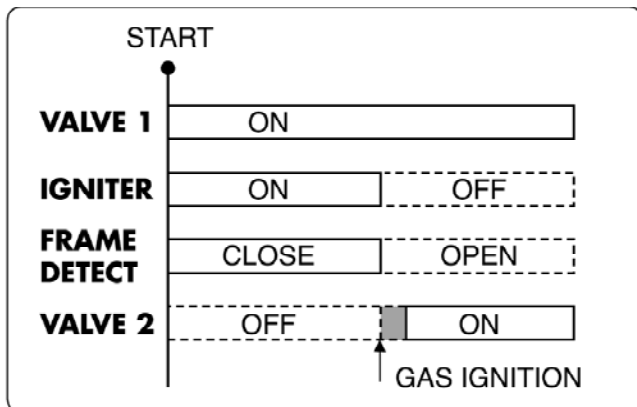 START
VALVE 1 ON
IGNITER ON OFF
FRAME
DETECT CLOSE OPEN
VALVE 2 OFF ON
GAS IGNITION